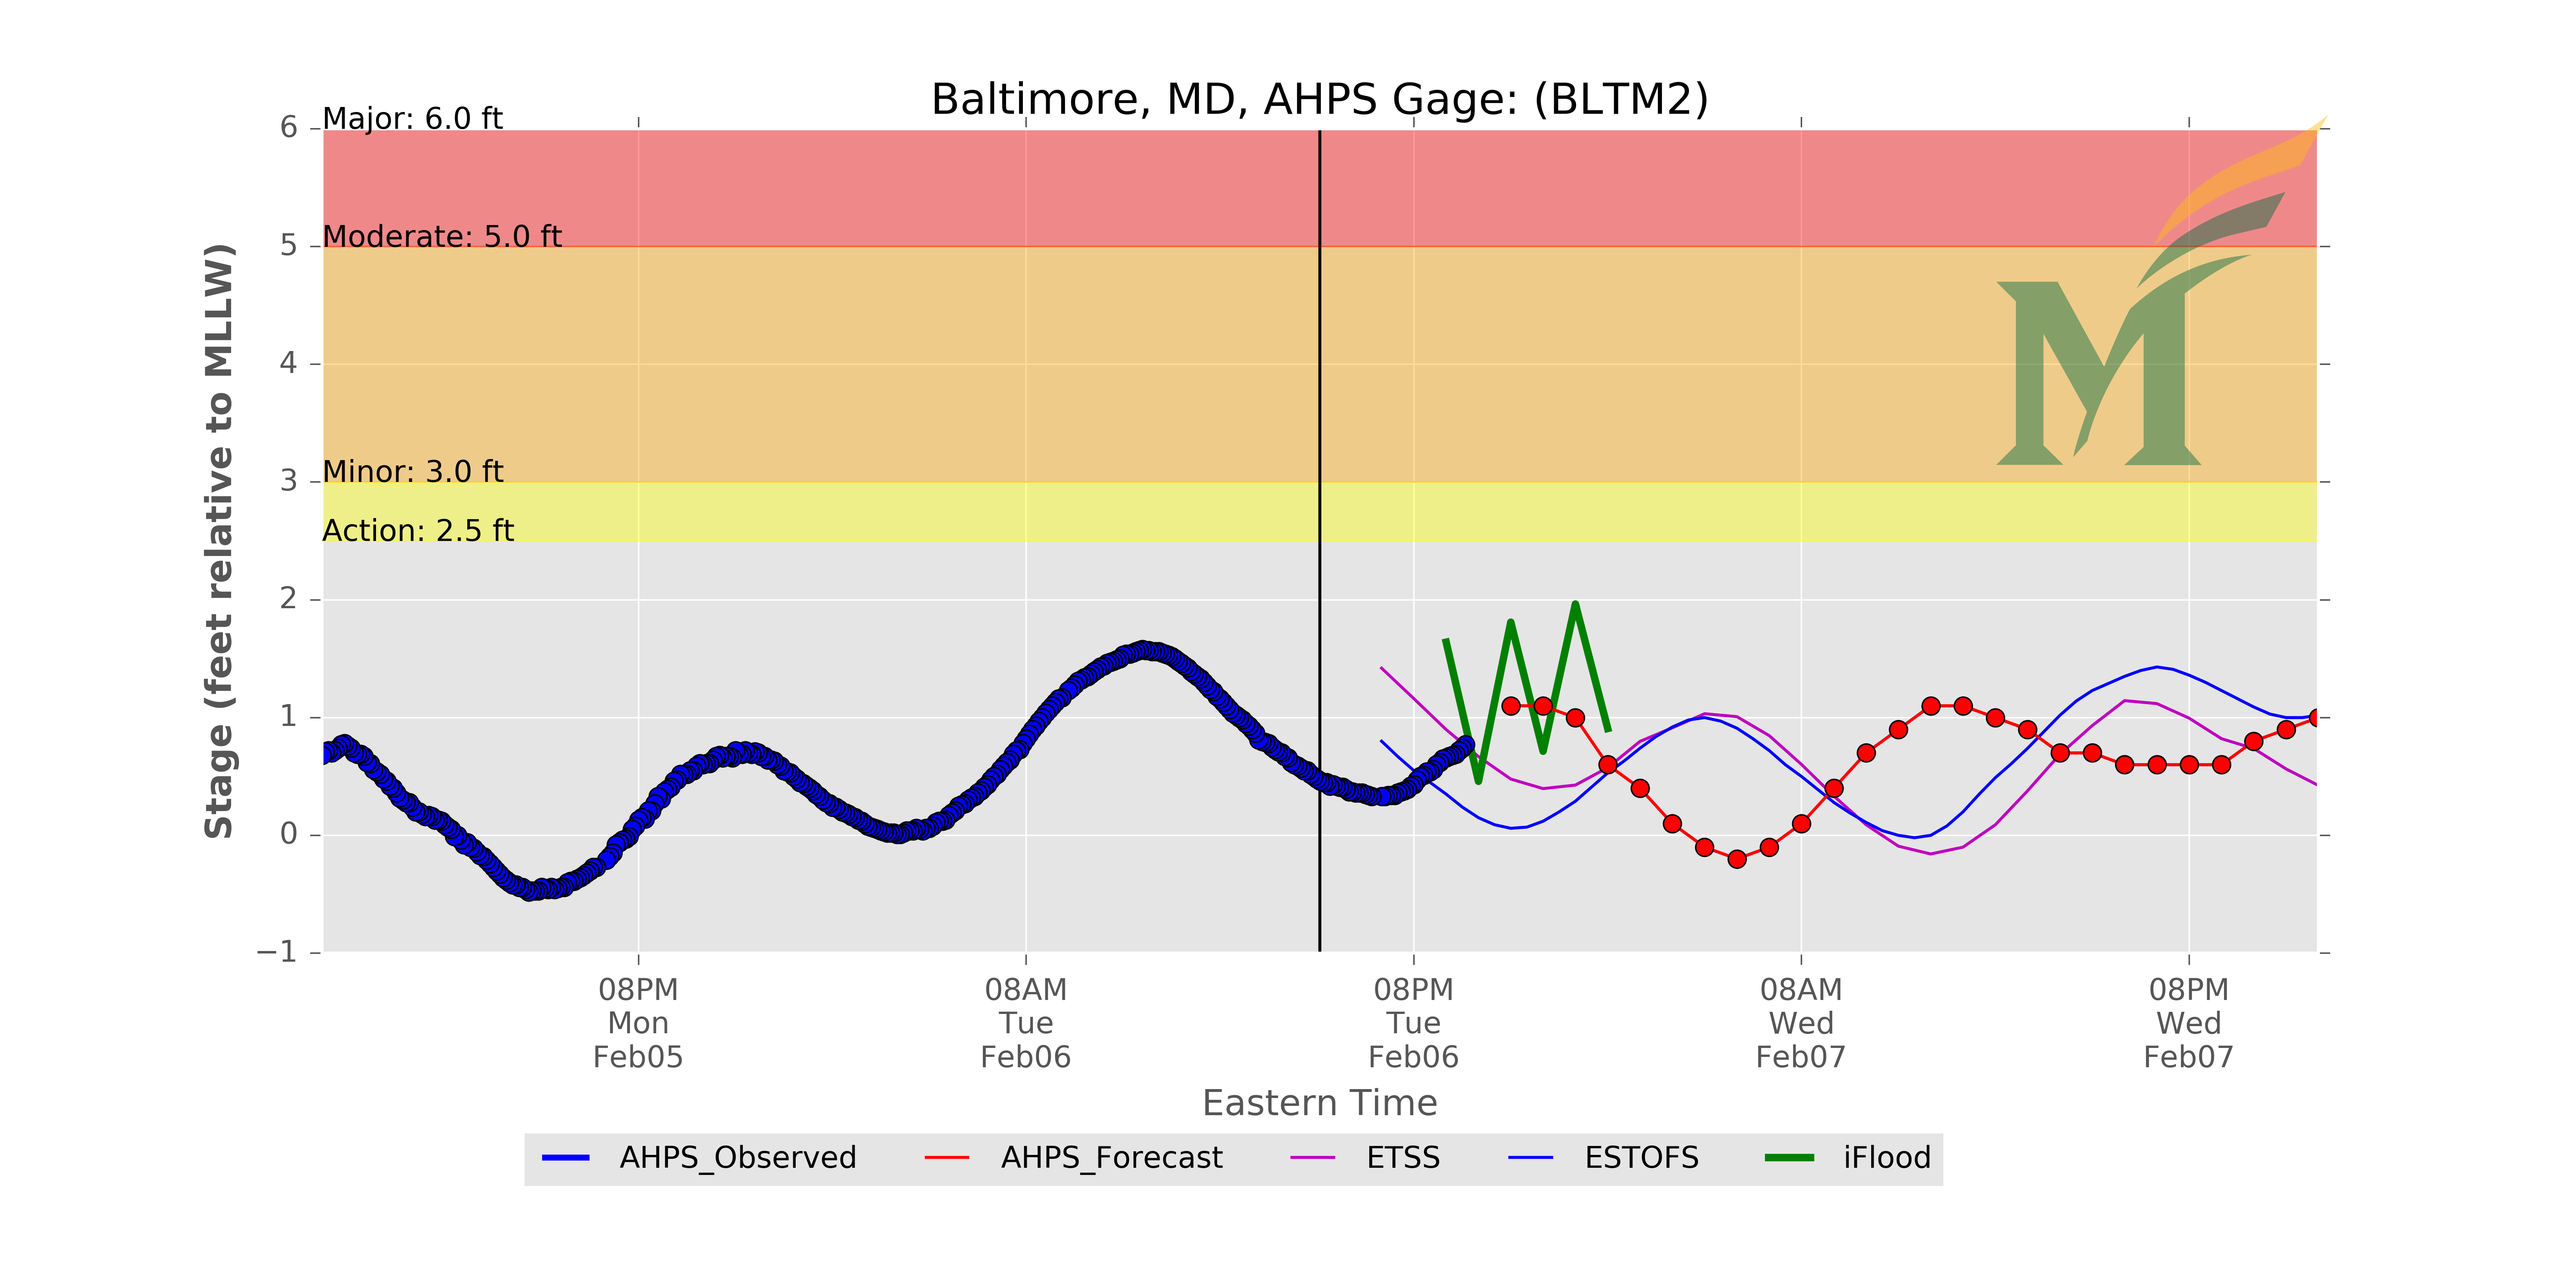 Baltimore, MD, AHPS Gage: (BLTM2)
Major: 6.0 ft
Moderate: 5.0 ft
Minor: 3.0 ft
Action: 2.5 ft
6
5
4
3
2
1
0
−1
Stage (feet relative to MLLW)
M
08PM 08AM 08PM 08AM 08PM
Mon Tue Tue Wed Wed
Feb05 Feb06 Feb06 Feb07 Feb07
Eastern Time
AHPS_Observed AHPS_Forecast ETSS ESTOFS iFlood